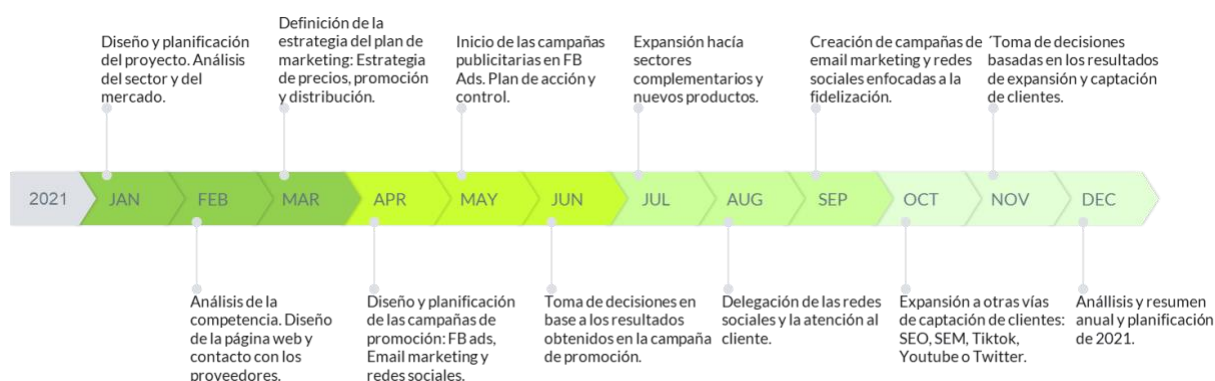 Diseño y planificación
del proyecto. Análisis
del sector y del
mercado.
Definición de la
estrategia del plan de
marketing: Estrategia
de precios, promoción
y distribución.
Inicio de las campañas
publicitarias en FB
Ads. Plan de acción y
control.
Expansión hacía
sectores
complementarios y
nuevos productos.
Creación de campañas de
email marketing y redes
sociales enfocadas a la
fidelización.
´Toma de decisiones
basadas en los resultados
de expansión y captación
de clientes.
2021 JAN FEB MAR APR MAY JUN JUL AUG SEP OCT NOV DEC
Análisis de la
competencia. Diseño
de la página web y
contacto con los
proveedores.
Diseño y planificación
de las campañas de
promoción: FB ads,
Email marketing y
redes sociales.
Toma de decisiones en
base a los resultados
obtenidos en la campaña
de promoción.
Delegación de las redes
sociales y la atención al
cliente.
Expansión a otras vías
de captación de clientes:
SEO, SEM, Tiktok,
Youtube o Twitter.
Anállisis y resumen
anual y planificación
de 2021.